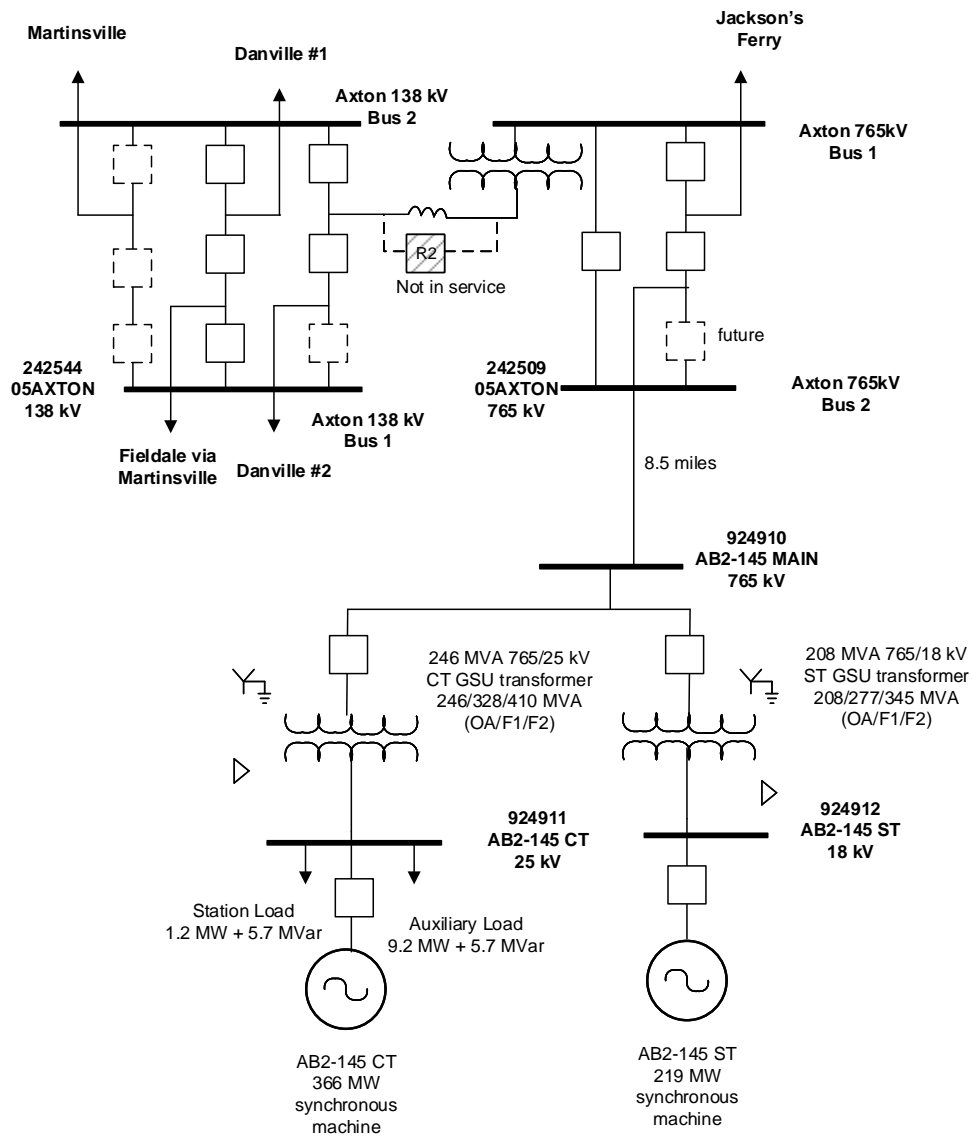 Martinsville
Danville #1
Axton 138 kV
Bus 2
Jackson's
Ferry
Axton 765kV
Bus 1
R2
Not in service
future
242544
05AXTON
138 kV
Axton 138 kV
Bus 1
242509
05AXTON
765 kV
Axton 765kV
Bus 2
Fieldale via
Martinsville
Danville #2
8.5 miles
924910
AB2-145 MAIN
765 kV
246 MVA 765/25 kV
CT GSU transformer
246/328/410 MVA
(OA/F1/F2)
208 MVA 765/18 kV
ST GSU transformer
208/277/345 MVA
(OA/F1/F2)
924911
AB2-145 CT
25 kV
924912
AB2-145 ST
18 kV
Station Load
1.2 MW + 5.7 MVar
Auxiliary Load
9.2 MW + 5.7 MVar
AB2-145 CT
366 MW
synchronous
machine
AB2-145 ST
219 MW
synchronous
machine